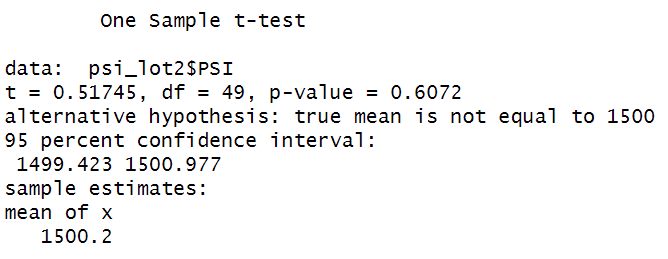 One Sample t-test
data:  psi_lot2$PSI
t = 0.51745, df = 49, p-value = 0.6072
alternative hypothesis: true mean is not equal to 1500
95 percent confidence interval:
1499.423 1500.977
sample estimates:
mean of x
1500.2